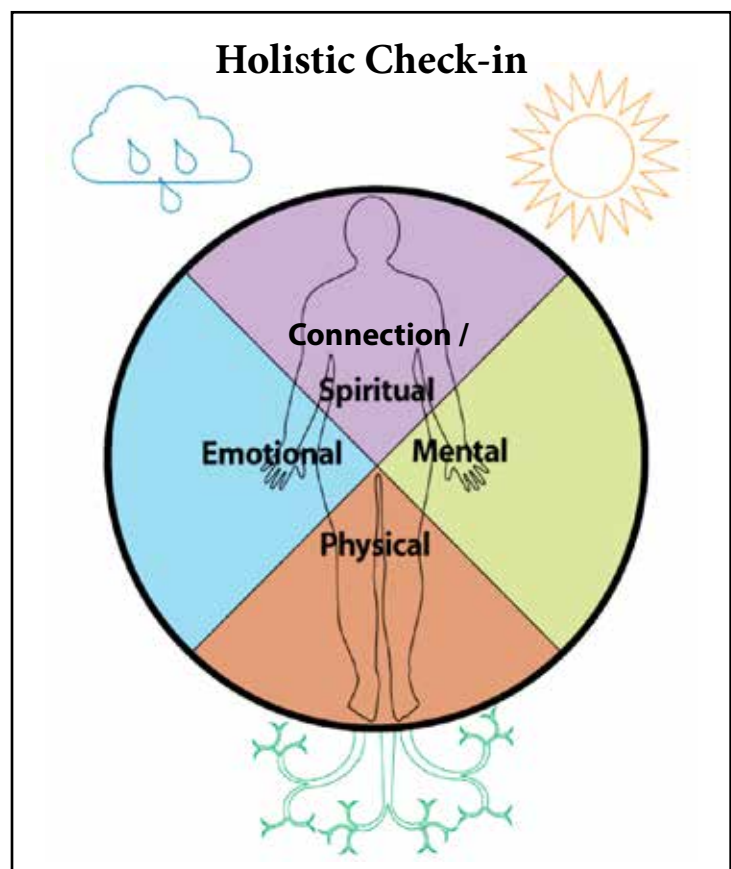 Holistic Check-in
Connection /
Spiritual
Emotional
Mental
Physical